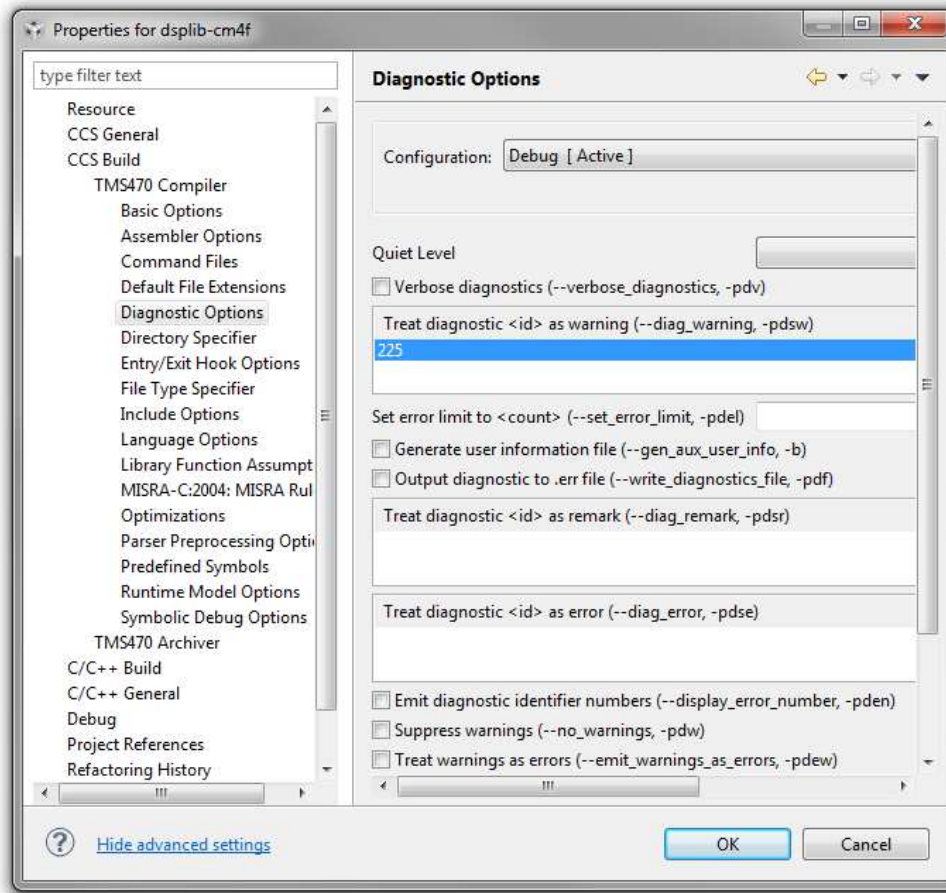 Properties for dsplib-cm4f
type filter text
Resource
CCS General
CCS Build
TMS470 Compiler
Basic Options
Assembler Options
Command Files
Default File Extensions
Diagnostic Options
Directory Specifier
Entry/Exit Hook Options
File Type Specifier
Include Options
Language Options
Library Function Assumpt
MISRA-C:2004: MISRA Rul
Optimizations
Parser Preprocessing Optio
Predefined Symbols
Runtime Model Options
Symbolic Debug Options
TMS470 Archiver
C/C++ Build
C/C++ General
Debug
Project References
Refactoring History
Diagnostic Options
Configuration: Debug [ Active ]
Quiet Level
Verbose diagnostics (--verbose_diagnostics, -pdv)
Treat diagnostic <id> as warning (--diag_warning, -pdsw)
225
Set error limit to <count> (--set_error_limit, -pdel)
Generate user information file (--gen_aux_user_info, -b)
Output diagnostic to .err file (--write_diagnostics_file, -pdf)
Treat diagnostic <id> as remark (--diag_remark, -pdsr)
Treat diagnostic <id> as error (--diag_error, -pdse)
Emit diagnostic identifier numbers (--display_error_number, -pden)
Suppress warnings (--no_warnings, -pdw)
Treat warnings as errors (--emit_warnings_as_errors, -pdew)
Hide advanced settings
OK
Cancel